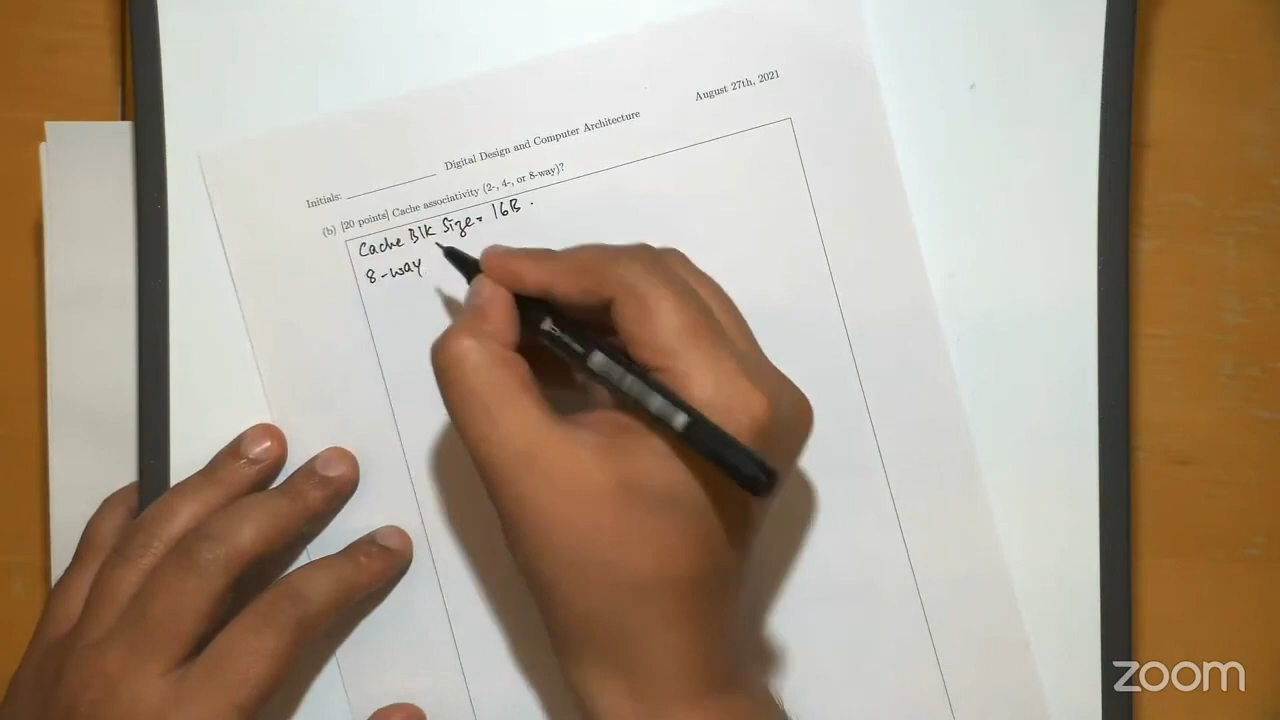 August 27th, 2021
Initials: Digital Design and Computer Architecture
(b) [20 points] Cache associativity (2-, 4-, or 8-way)?
Cache Blk Size = 16B.
8-way
zoom